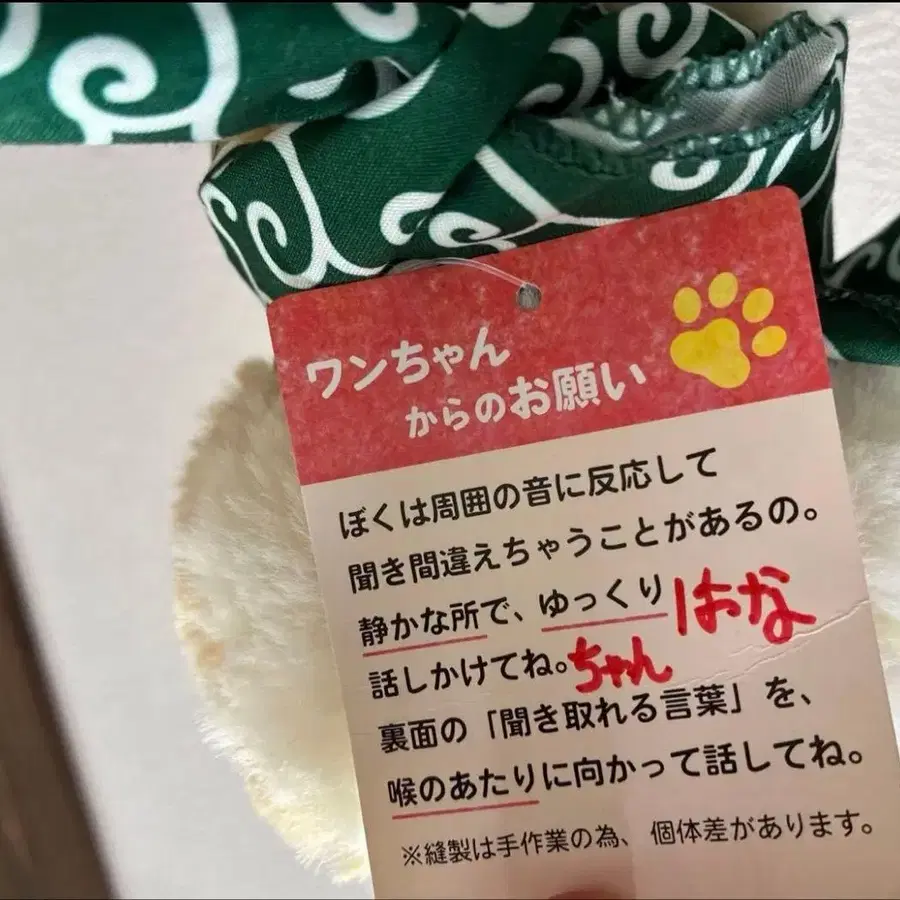 ワンちゃん
からのお願い
ぼくは周囲の音に反応して
聞き間違えちゃうことがあるの。
静かな所で、ゆっくり
はな
話しかけてね。
ちゃん
裏面の「聞き取れる言葉」を、
喉のあたりに向かって話してね。
※縫製は手作業の為、個体差があります。